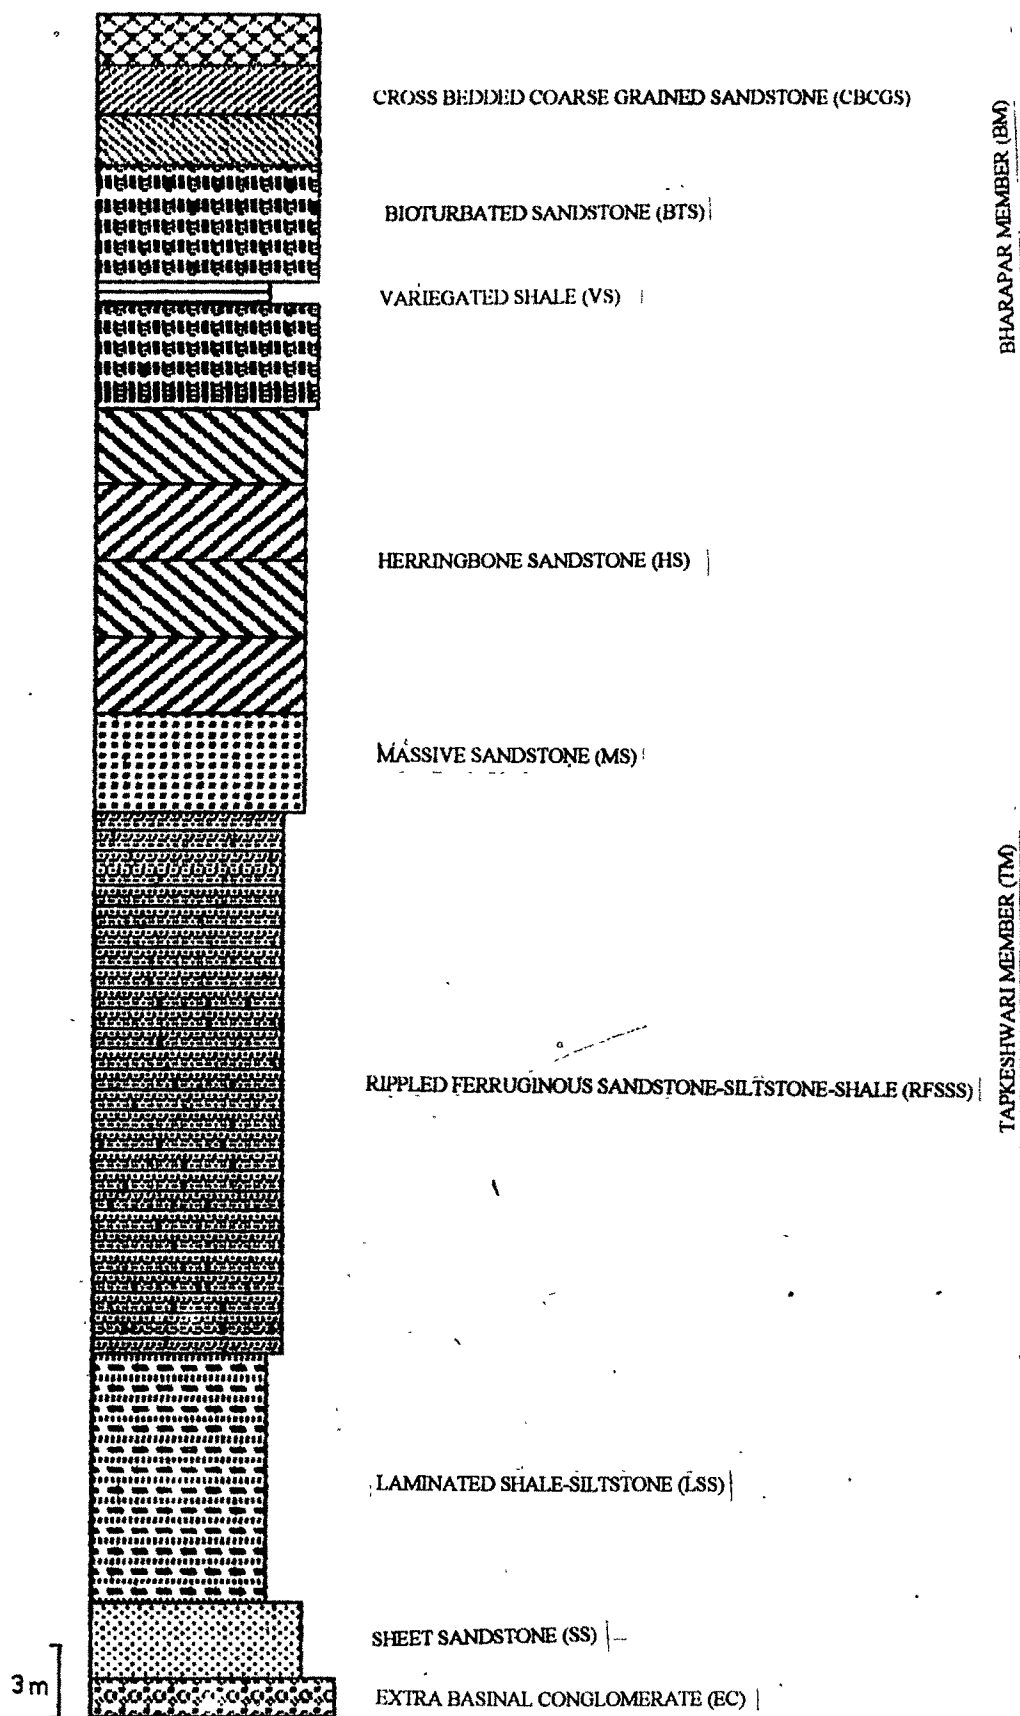 CROSS BEDDED COARSE GRAINED SANDSTONE (CBCGS)
BIOTURBATED SANDSTONE (BTS)
VARIEGATED SHALE (VS)
BHARAPAR MEMBER (BM)
HERRINGBONE SANDSTONE (HS)
MASSIVE SANDSTONE (MS)
RIPPLED FERRUGINOUS SANDSTONE-SILTSTONE-SHALE (RFSSS)
TAPKESHWARI MEMBER (TM)
LAMINATED SHALE-SILTSTONE (LSS)
SHEET SANDSTONE (SS)
3m
EXTRA BASINAL CONGLOMERATE (EC)